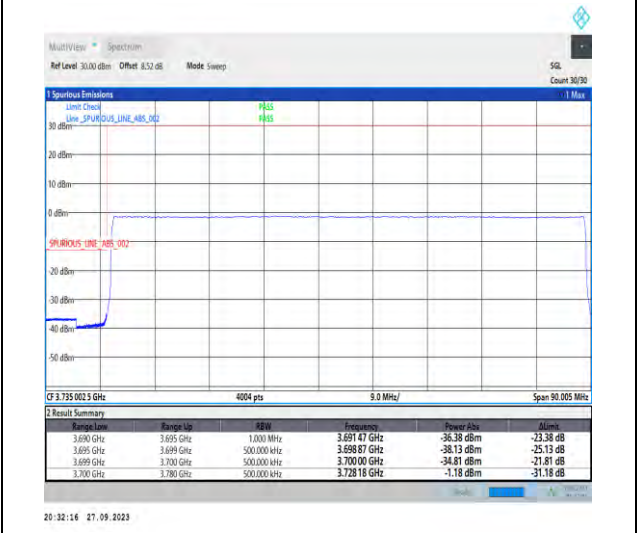 MultiView Spectrum
Ref Level 30.00 dBm Offset 8.52 dB Mode Sweep SGL
Count 30/30
1 Spurious Emissions 1 Max
Limit Check PASS
Line _SPURIOUS_LINE_ABS_002 PASS
30 dBm
20 dBm
10 dBm
0 dBm
SPURIOUS_LINE_ABS_002
-20 dBm
-30 dBm
-40 dBm
-50 dBm
CF 3.735 002 5 GHz 4004 pts 9.0 MHz/ Span 90.005 MHz
2 Result Summary
Range Low Range Up RBW Frequency Power Abs ΔLimit
3.690 GHz 3.695 GHz 1.000 MHz 3.691 47 GHz -36.38 dBm -23.38 dB
3.695 GHz 3.699 GHz 500.000 kHz 3.698 87 GHz -38.13 dBm -25.13 dB
3.699 GHz 3.700 GHz 500.000 kHz 3.700 00 GHz -34.81 dBm -21.81 dB
3.700 GHz 3.780 GHz 500.000 kHz 3.728 18 GHz -1.18 dBm -31.18 dB
20:32:16 27.09.2023